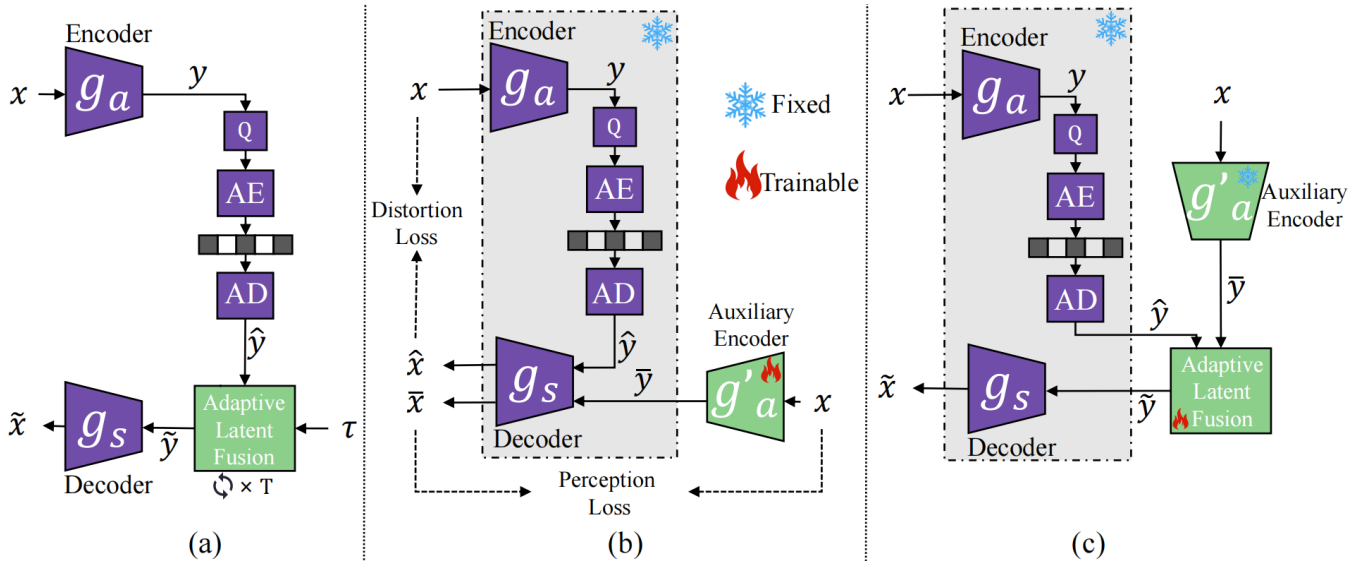 Encoder
x
g_a
y
Q
AE
AD
ŷ
Adaptive
Latent
Fusion
× T
τ
ỹ
g_s
x̃
Decoder
(a)
Encoder
x
g_a
y
Q
AE
AD
ŷ
Distortion
Loss
x̂
x̄
g_s
Decoder
ȳ
Auxiliary
Encoder
g'_a
x
Perception
Loss
Fixed
Trainable
(b)
Encoder
x
g_a
y
Q
AE
AD
ŷ
x
g'_a
Auxiliary
Encoder
ȳ
Adaptive
Latent
Fusion
ỹ
g_s
x̃
Decoder
(c)